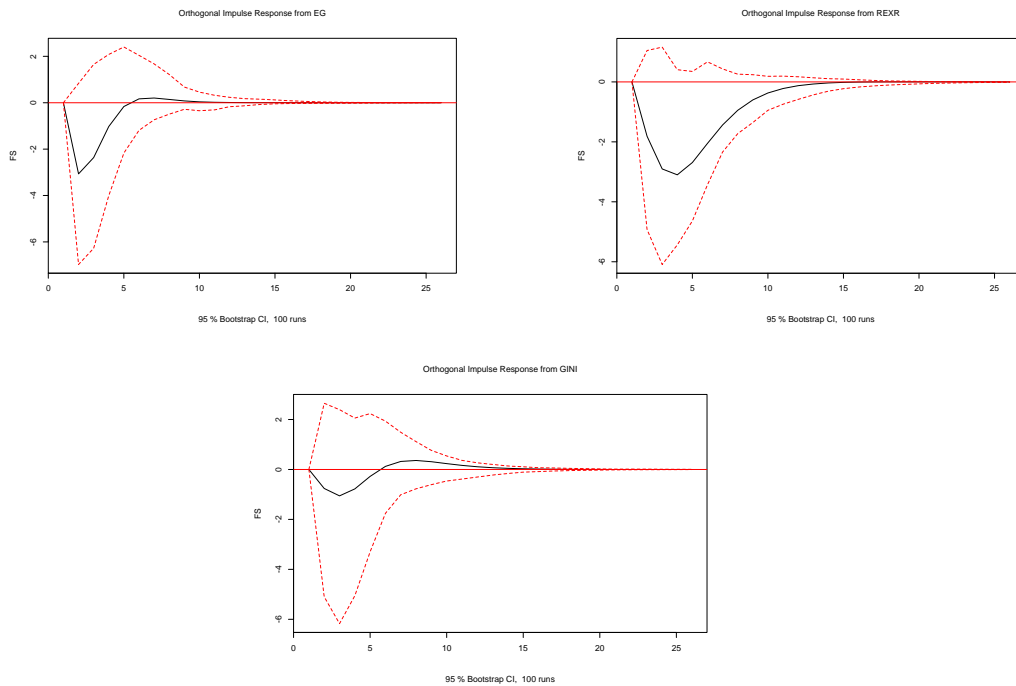 Orthogonal Impulse Response from EG
FS
2
0
-2
-4
-6
0 5 10 15 20 25
95 % Bootstrap CI, 100 runs
Orthogonal Impulse Response from REXR
FS
0
-2
-4
-6
0 5 10 15 20 25
95 % Bootstrap CI, 100 runs
Orthogonal Impulse Response from GINI
FS
2
0
-2
-4
-6
0 5 10 15 20 25
95 % Bootstrap CI, 100 runs